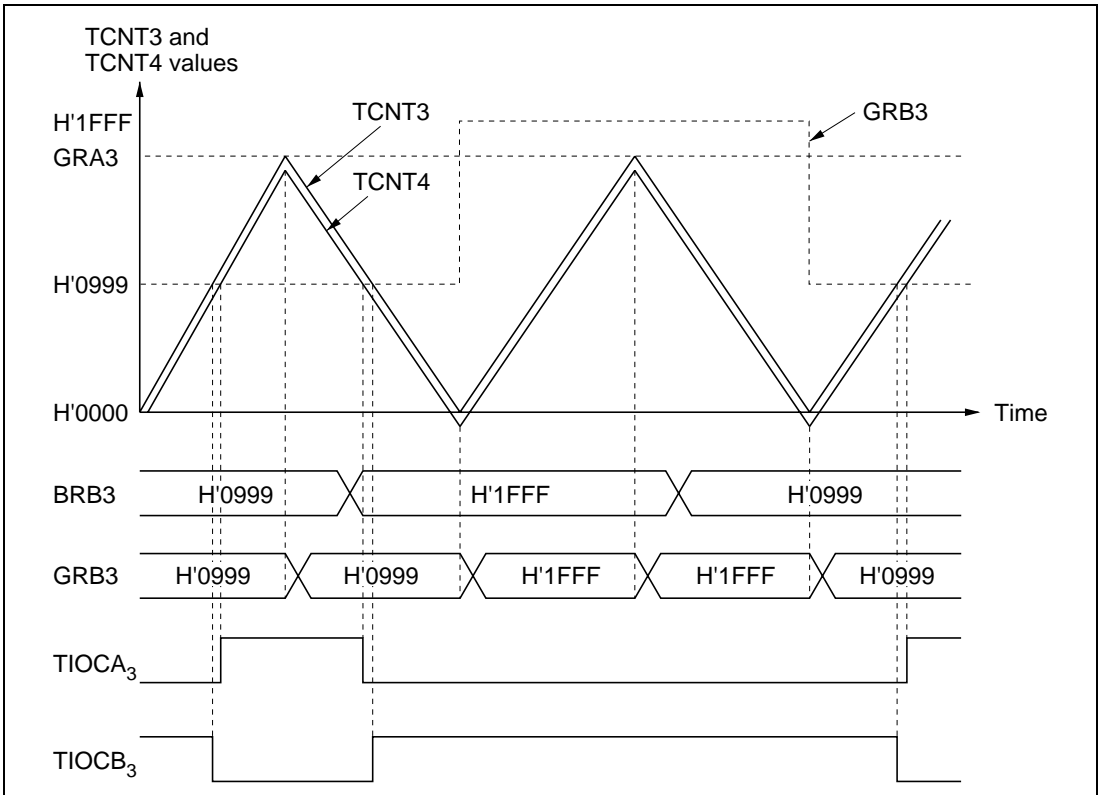 TCNT3 and
TCNT4 values
H'1FFF
TCNT3
GRB3
GRA3
TCNT4
H'0999
H'0000
Time
BRB3 H'0999 H'1FFF H'0999
GRB3 H'0999 H'0999 H'1FFF H'1FFF H'0999
TIOCA3
TIOCB3